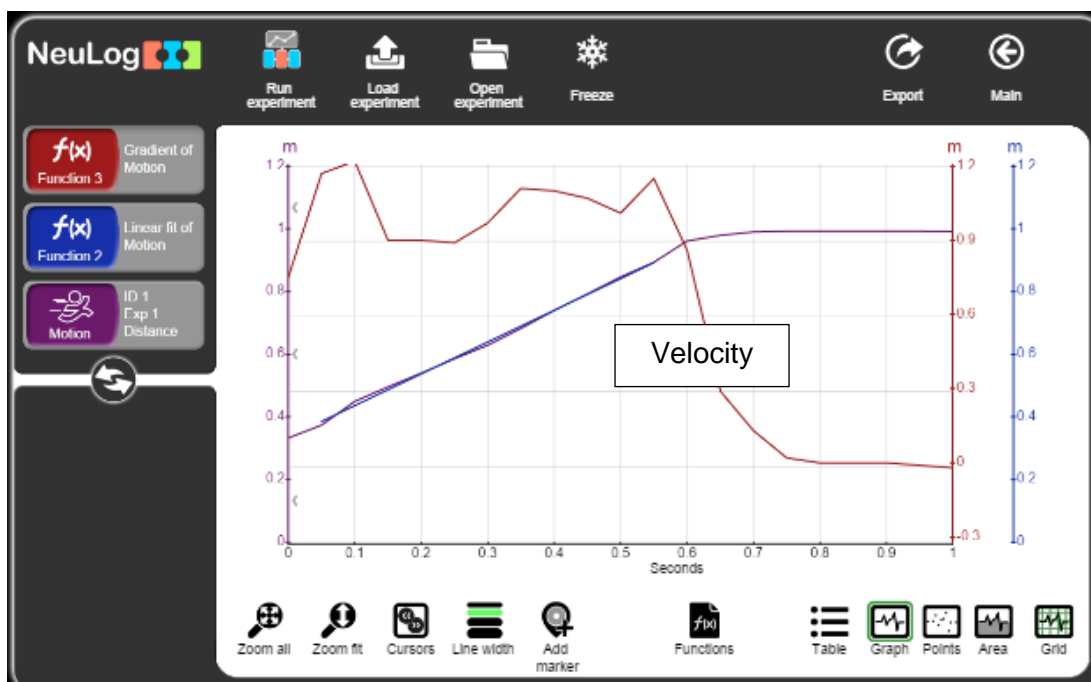 NeuLog
Run
experiment
Load
experiment
Open
experiment
Freeze
Export
Main
f(x)
Function 3
Gradient of
Motion
f(x)
Function 2
Linear fit of
Motion
Motion
ID 1
Exp 1
Distance
m
1.2
1
0.8
0.6
0.4
0.2
0
m
1.2
0.9
0.6
0.3
0
-0.3
m
1.2
1
0.8
0.6
0.4
0.2
0
Velocity
0 0.1 0.2 0.3 0.4 0.5 0.6 0.7 0.8 0.9 1
Seconds
Zoom all
Zoom fit
Cursors
Line width
Add
marker
f(x)
Functions
Table
Graph
Points
Area
Grid